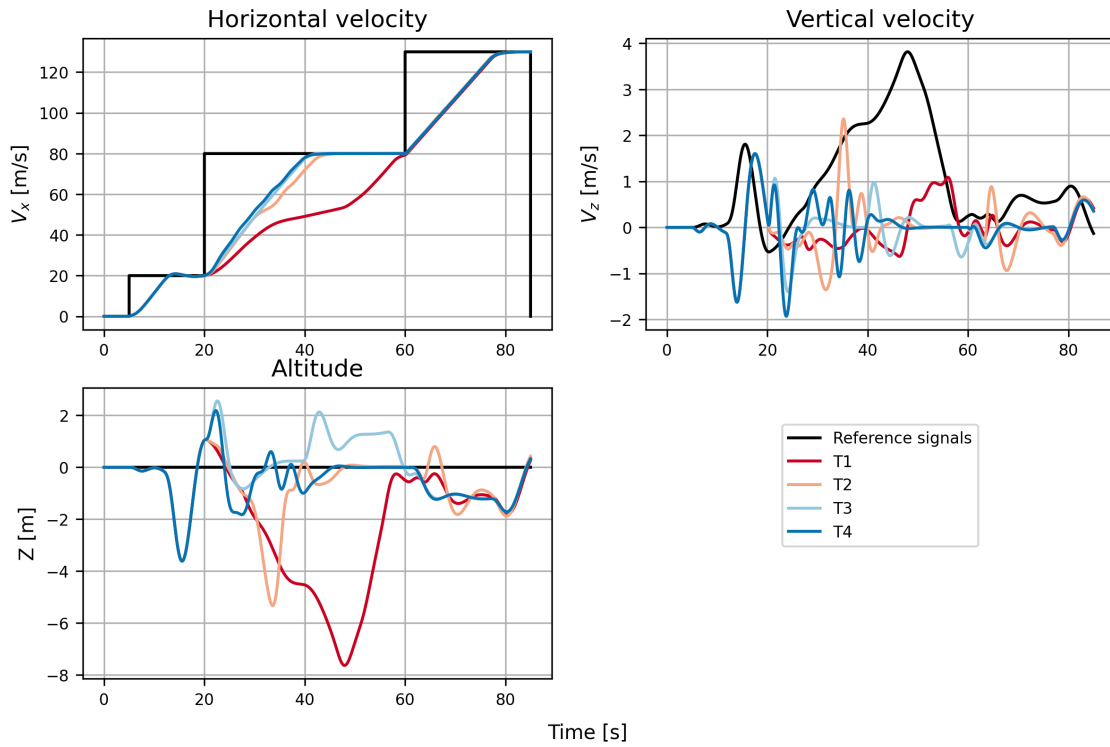 Horizontal velocity
Vertical velocity
V_x [m/s]
120
100
80
60
40
20
0
0 20 40 60 80
V_z [m/s]
4
3
2
1
0
−1
−2
0 20 40 60 80
Altitude
Z [m]
2
0
−2
−4
−6
−8
0 20 40 60 80
Reference signals
T1
T2
T3
T4
Time [s]